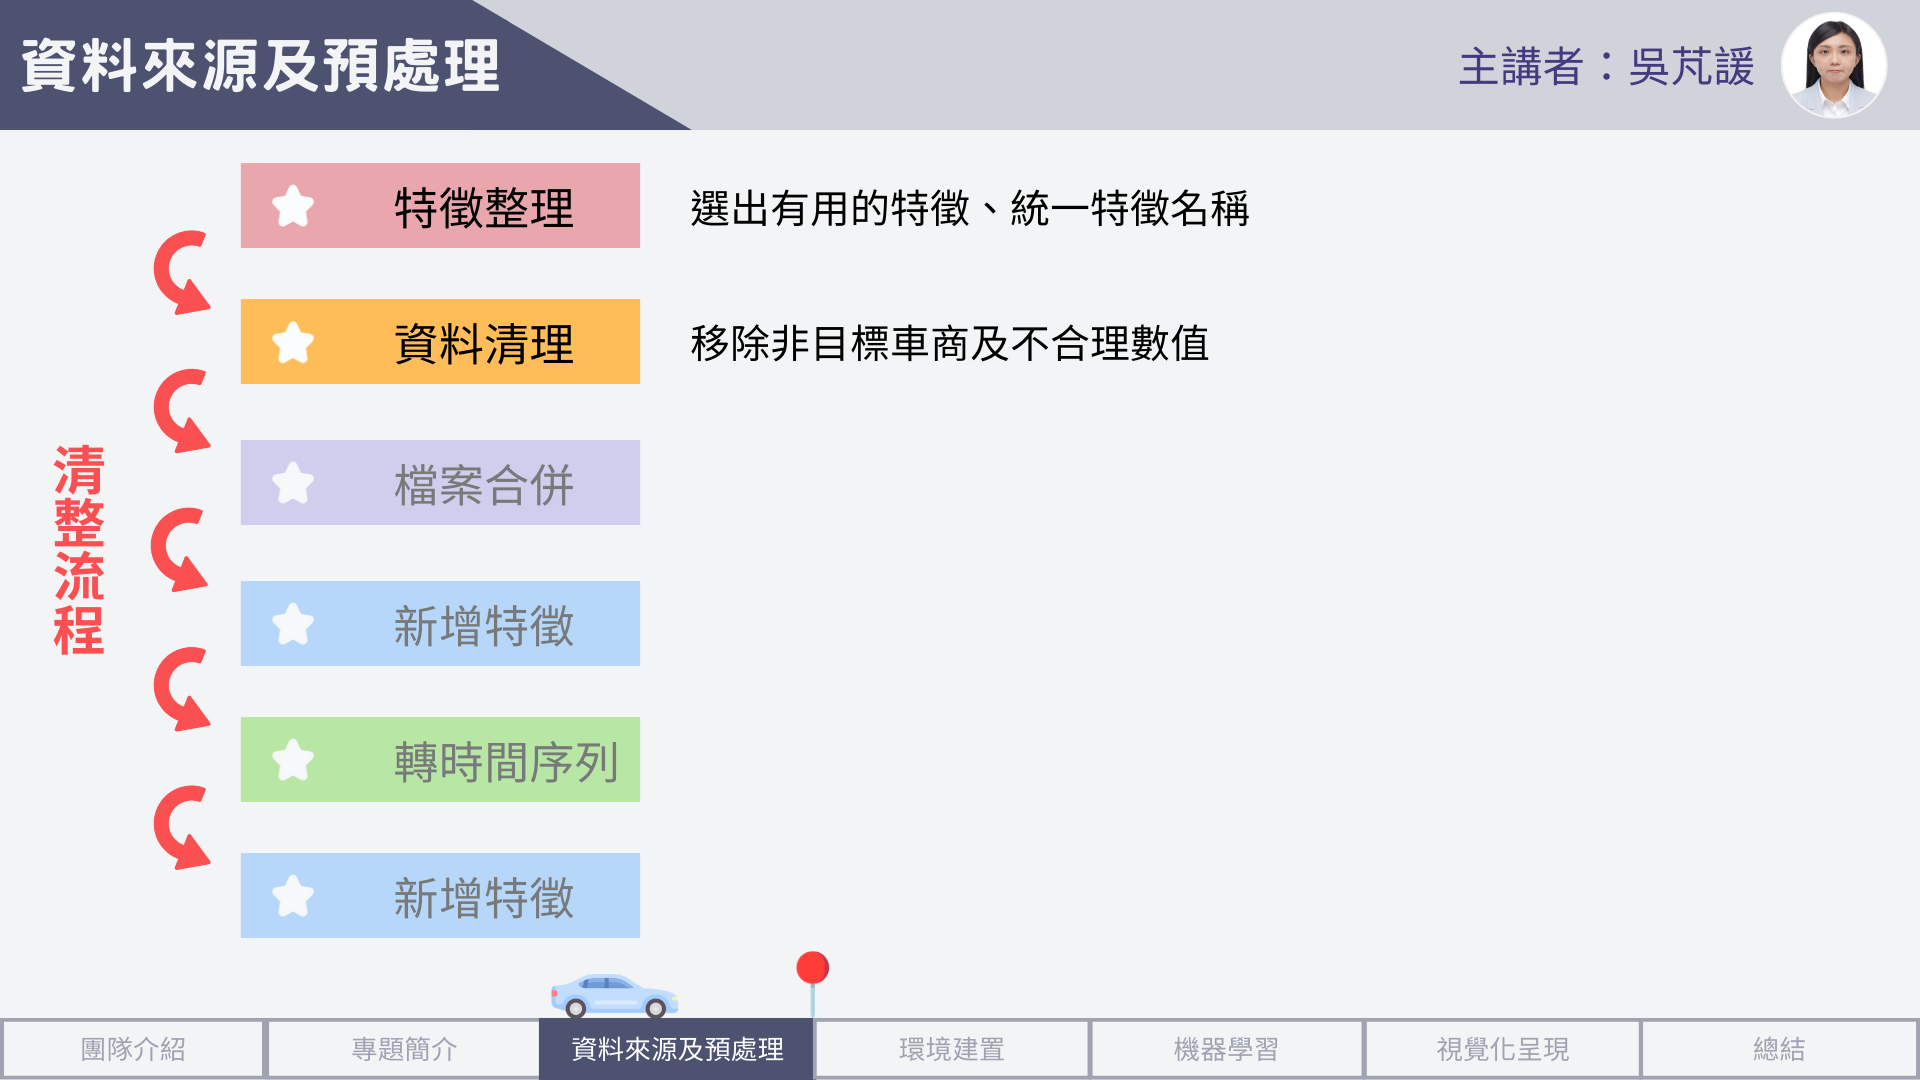 資料來源及預處理
主講者：吳芃諼
特徵整理
選出有用的特徵、統一特徵名稱
資料清理
移除非目標車商及不合理數值
清整流程
檔案合併
新增特徵
轉時間序列
新增特徵
團隊介紹
專題簡介
資料來源及預處理
環境建置
機器學習
視覺化呈現
總結